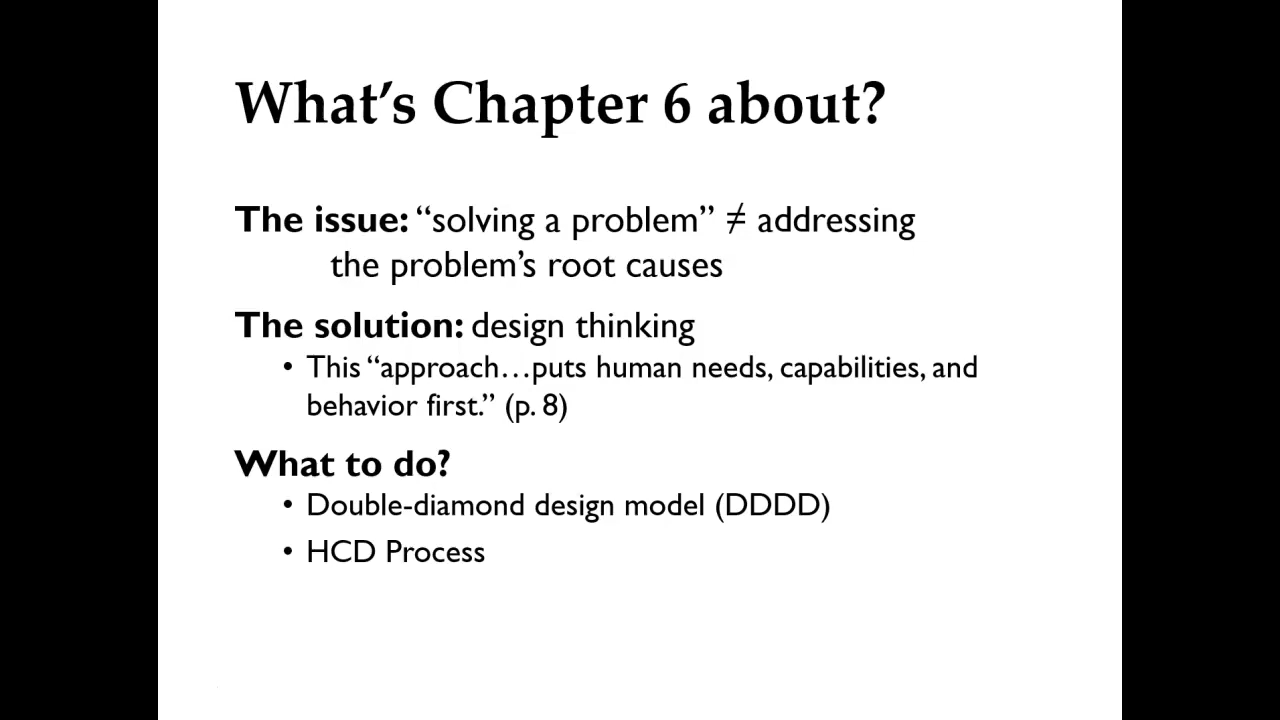 What’s Chapter 6 about?
The issue: “solving a problem” ≠ addressing
the problem’s root causes
The solution: design thinking
• This “approach…puts human needs, capabilities, and
behavior first.” (p. 8)
What to do?
• Double-diamond design model (DDDD)
• HCD Process